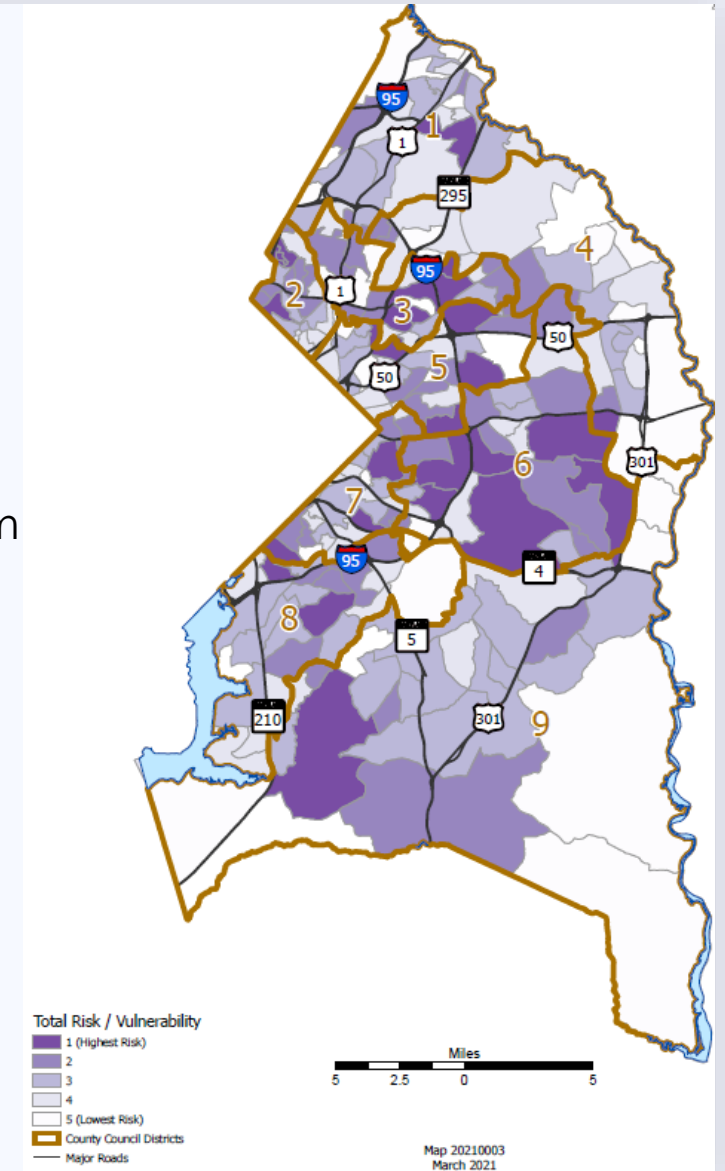 95
1
1
295
4
95
2
1
3
50
5
50
6
301
7
95
4
8
5
210
301
9
m
Total Risk / Vulnerability
1 (Highest Risk)
2
3
4
5 (Lowest Risk)
County Council Districts
Major Roads
Miles
5 2.5 0 5
Map 20210003
March 2021